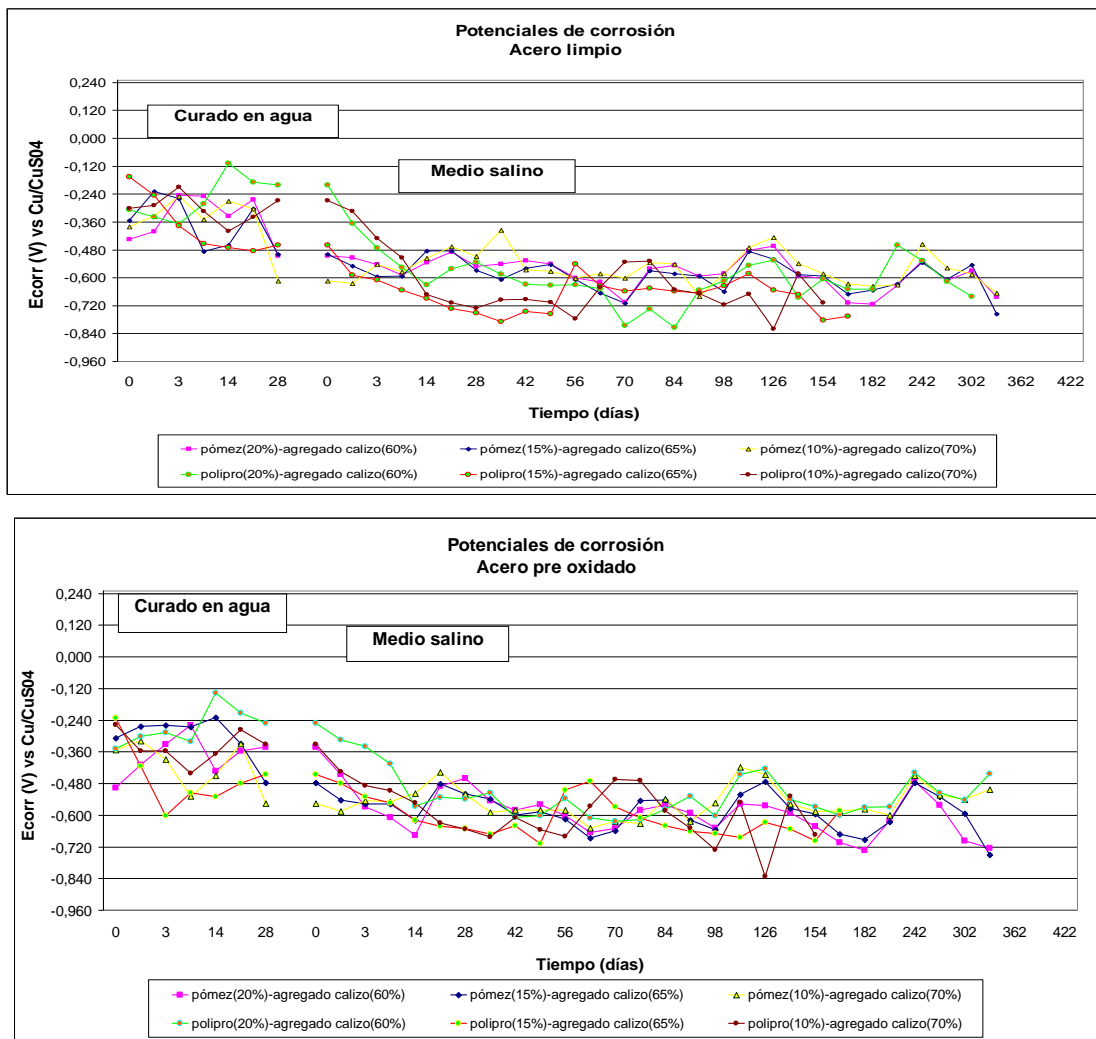 Potenciales de corrosión
Acero limpio
Ecorr (V) vs Cu/CuS04
0,240
0,120
0,000
-0,120
-0,240
-0,360
-0,480
-0,600
-0,720
-0,840
-0,960
Curado en agua
Medio salino
0 3 14 28 0 3 14 28 42 56 70 84 98 126 154 182 242 302 362 422
Tiempo (días)
pómez(20%)-agregado calizo(60%) pómez(15%)-agregado calizo(65%) pómez(10%)-agregado calizo(70%)
polipro(20%)-agregado calizo(60%) polipro(15%)-agregado calizo(65%) polipro(10%)-agregado calizo(70%)
Potenciales de corrosión
Acero pre oxidado
Ecorr (V) vs Cu/CuS04
0,240
0,120
0,000
-0,120
-0,240
-0,360
-0,480
-0,600
-0,720
-0,840
-0,960
Curado en agua
Medio salino
0 3 14 28 0 3 14 28 42 56 70 84 98 126 154 182 242 302 362 422
Tiempo (días)
pómez(20%)-agregado calizo(60%) pómez(15%)-agregado calizo(65%) pómez(10%)-agregado calizo(70%)
polipro(20%)-agregado calizo(60%) polipro(15%)-agregado calizo(65%) polipro(10%)-agregado calizo(70%)